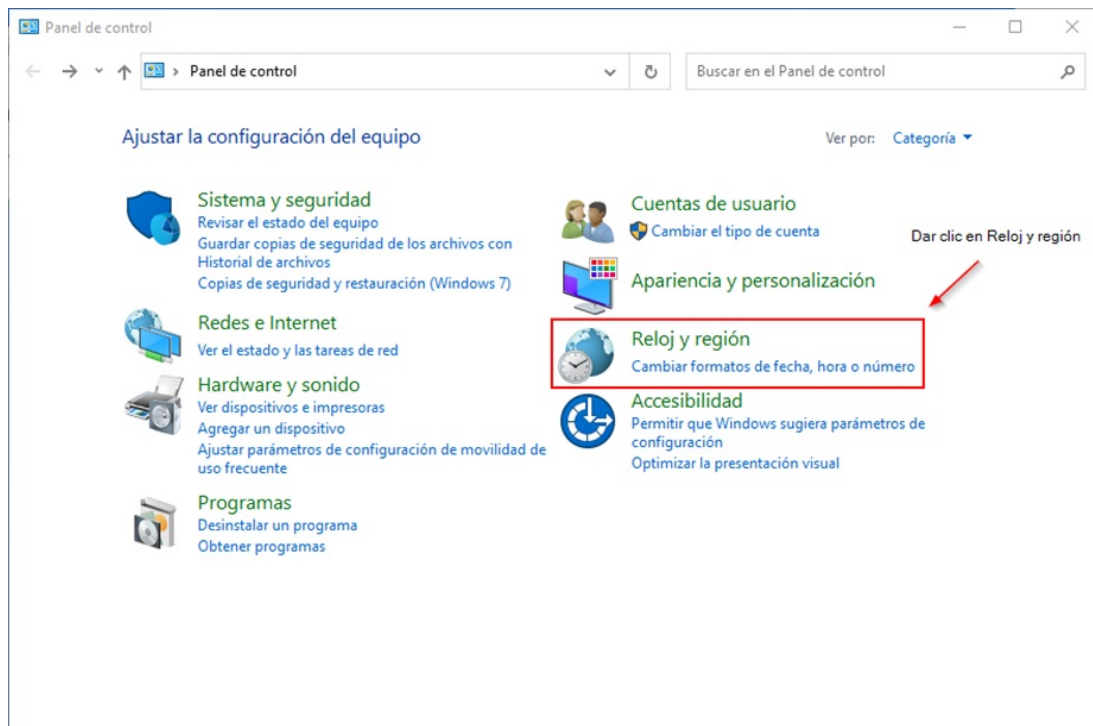 Panel de control
Panel de control
Buscar en el Panel de control
Ajustar la configuración del equipo
Ver por: Categoría
Sistema y seguridad
Revisar el estado del equipo
Guardar copias de seguridad de los archivos con
Historial de archivos
Copias de seguridad y restauración (Windows 7)
Redes e Internet
Ver el estado y las tareas de red
Hardware y sonido
Ver dispositivos e impresoras
Agregar un dispositivo
Ajustar parámetros de configuración de movilidad de
uso frecuente
Programas
Desinstalar un programa
Obtener programas
Cuentas de usuario
Cambiar el tipo de cuenta
Dar clic en Reloj y región
Apariencia y personalización
Reloj y región
Cambiar formatos de fecha, hora o número
Accesibilidad
Permitir que Windows sugiera parámetros de
configuración
Optimizar la presentación visual